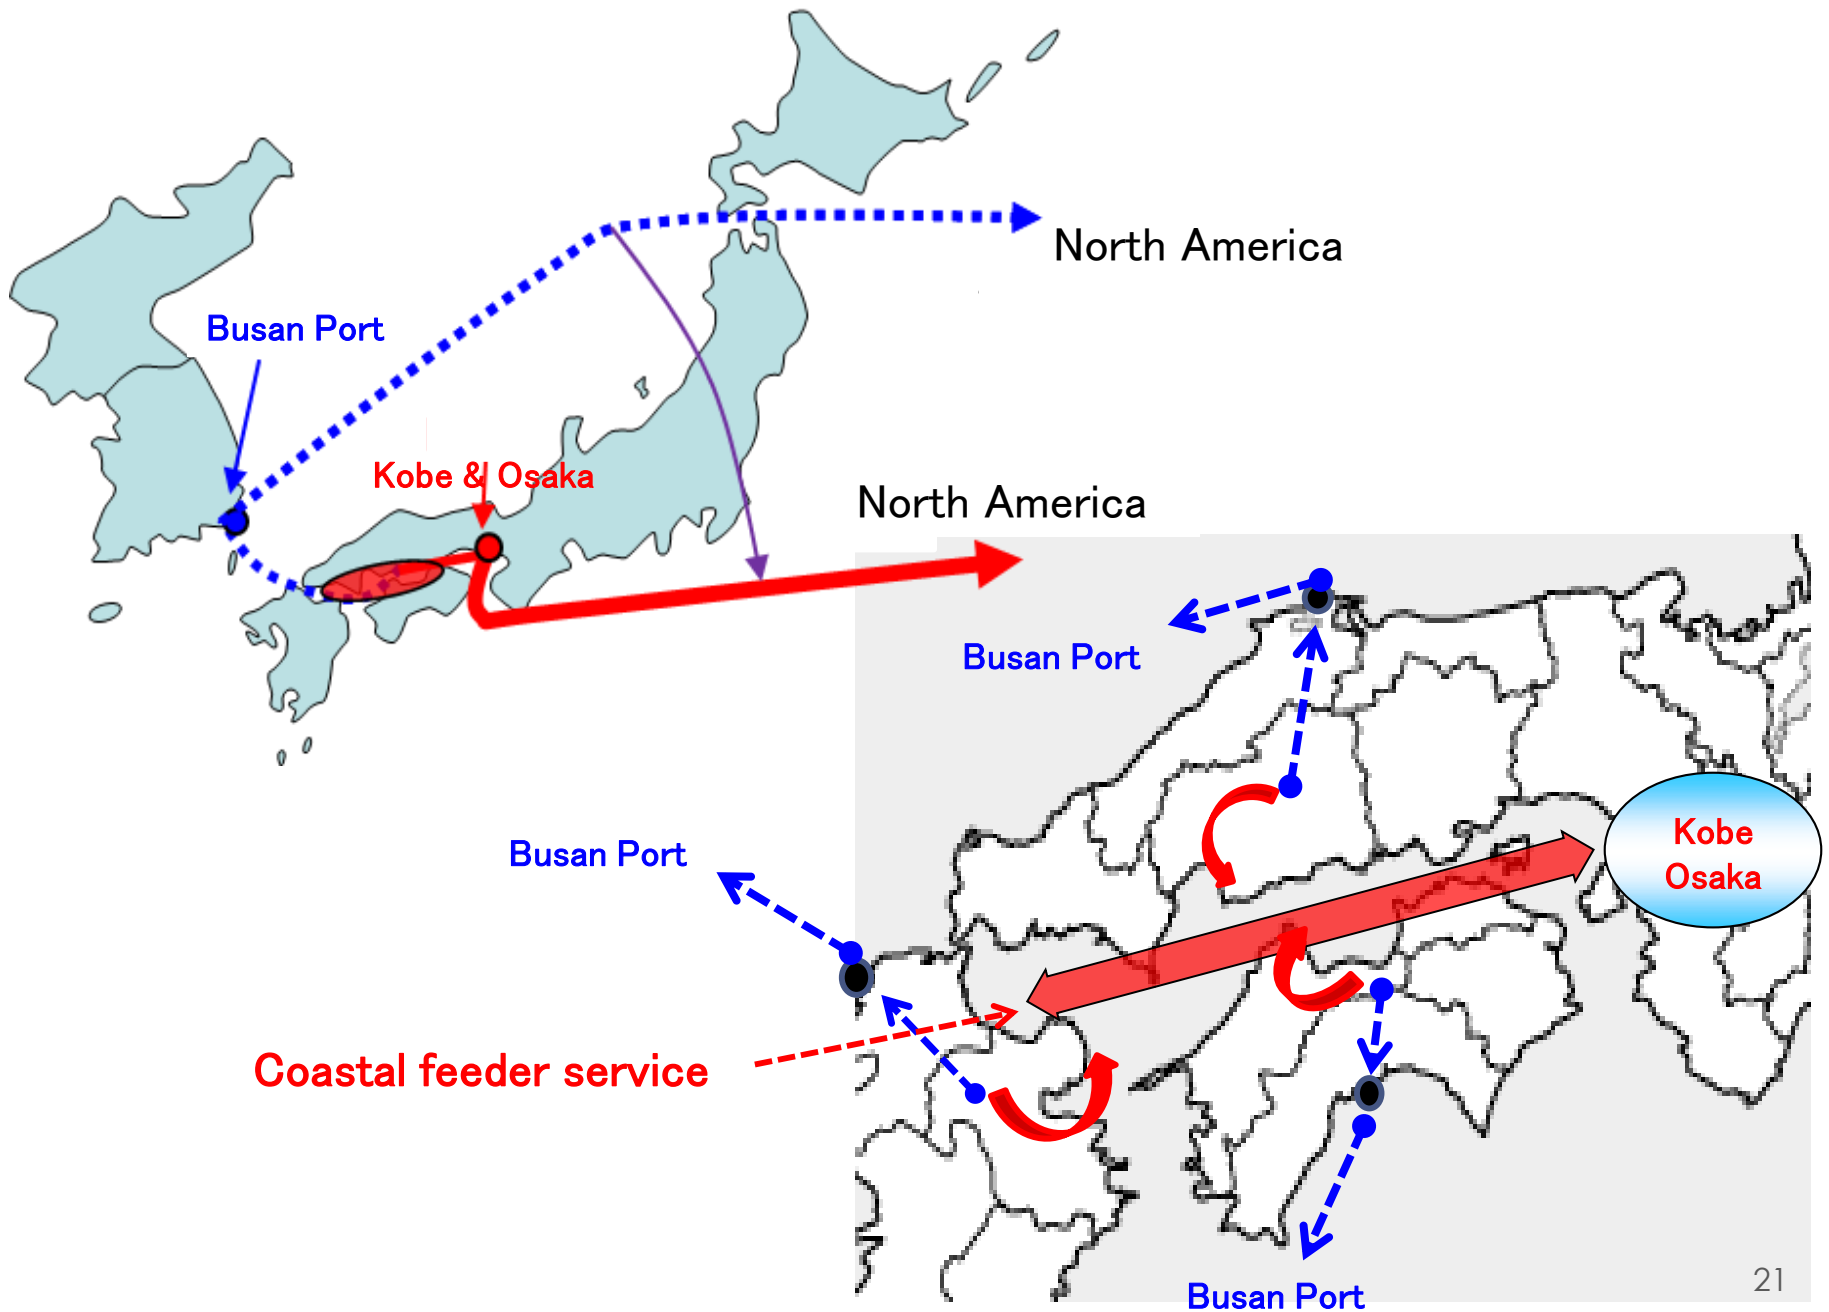 North America
Busan Port
Kobe & Osaka
North America
Busan Port
Kobe
Osaka
Busan Port
Coastal feeder service
Busan Port
21